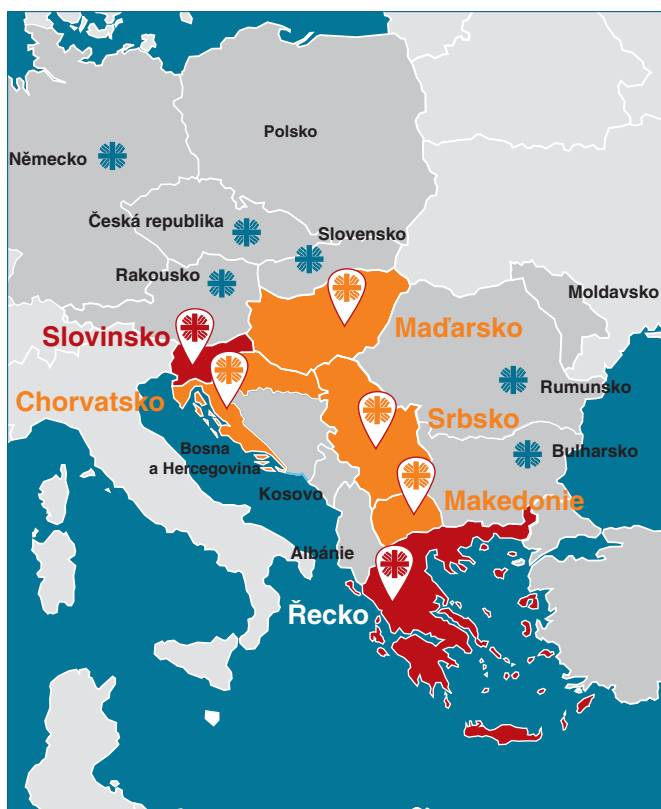 Polsko
Německo
Česká republika
Slovensko
Rakousko
Moldavsko
Slovinsko
Maďarsko
Rumunsko
Chorvatsko
Srbsko
Bosna
a Hercegovina
Bulharsko
Kosovo
Makedonie
Albánie
Řecko